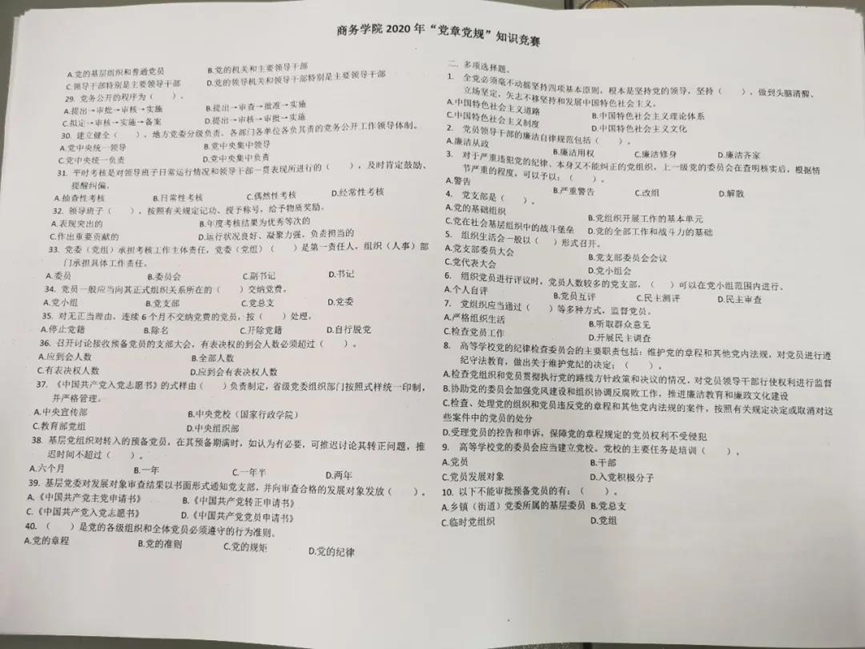 商务学院 2020 年“党章党规”知识竞赛
A.党的基层组织和普通党员 B.党的机关和主要领导干部
C.领导干部特别是主要领导干部 D.党的领导机关和领导干部特别是主要领导干部
29. 党务公开的程序为（ ）。
A.提出→审批→审核→实施 B.提出→审查→批准→实施
C.拟定→审核→实施→备案 D.提出→审核→审批→实施
30. 建立健全（ ）、地方党委分级负责、各部门各单位各负其责的党务公开工作领导体制。
A.党中央统一领导 B.党中央集中领导
C.党中央统一负责 D.党中央集中负责
31. 平时考核是对领导班子日常运行情况和领导干部一贯表现所进行的（ ），及时肯定鼓励、
提醒纠偏。
A.抽查性考核 B.日常性考核 C.偶然性考核 D.经常性考核
32. 领导班子（ ），按照有关规定记功、授予称号，给予物质奖励。
A.表现突出的 B.年度考核结果为优秀等次的
C.作出重要贡献的 D.运行状况良好、凝聚力强、负责担当的
33. 党委（党组）承担考核工作主体责任，党委（党组）（ ）是第一责任人，组织（人事）部
门承担具体工作责任。
A.委员 B.委员会 C.副书记 D.书记
34. 党员一般应当向其正式组织关系所在的（ ）交纳党费。
A.党小组 B.党支部 C.党总支 D.党委
35. 对无正当理由，连续 6 个月不交纳党费的党员，按（ ）处理。
A.停止党籍 B.除名 C.开除党籍 D.自行脱党
36. 召开讨论接收预备党员的支部大会，有表决权的到会人数必须超过（ ）。
A.应到会人数 B.全部人数
C.有表决权人数 D.应到会有表决权人数
37. 《中国共产党入党志愿书》的式样由（ ）负责制定，省级党委组织部门按照式样统一印制，
并严格管理。
A.中央宣传部 B.中央党校（国家行政学院）
C.教育部党组 D.中央组织部
38. 基层党组织对转入的预备党员，在其预备期满时，如认为有必要，可推迟讨论其转正问题，推
迟时间不超过（ ）。
A.六个月 B.一年 C.一年半 D.两年
39. 基层党委对发展对象审查结果以书面形式通知党支部，并向审查合格的发展对象发放（ ）。
A.《中国共产党主党申请书》 B.《中国共产党转正申请书》
C.《中国共产党入党志愿书》 D.《中国共产党党员申请书》
40. （ ）是党的各级组织和全体党员必须遵守的行为准则。
A.党的章程 B.党的准则 C.党的规矩 D.党的纪律
二、多项选择题。
1. 全党必须毫不动摇坚持四项基本原则，根本是坚持党的领导，坚持（ ），做到头脑清醒、
立场坚定，矢志不移坚持和发展中国特色社会主义。
A.中国特色社会主义道路 B.中国特色社会主义理论体系
C.中国特色社会主义制度 D.中国特色社会主义文化
2. 党员领导干部的廉洁自律规范包括（ ）。
A.廉洁从政 B.廉洁用权 C.廉洁修身 D.廉洁齐家
3. 对于严重违犯党的纪律、本身又不能纠正的党组织，上一级党的委员会在查明核实后，根据情
节严重的程度，可以予以：（ ）。
A.警告 B.严重警告 C.改组 D.解散
4. 党支部是（ ）。
A.党的基础组织 B.党组织开展工作的基本单元
C.党在社会基层组织中的战斗堡垒 D.党的全部工作和战斗力的基础
5. 组织生活会一般以（ ）形式召开。
A.党支部委员大会 B.党支部委员会会议
C.党代表大会 D.党小组会
6. 组织党员进行评议时，党员人数较多的党支部，（ ）可以在党小组范围内进行。
A.个人自评 B.党员互评 C.民主测评 D.民主审查
7. 党组织应当通过（ ）等多种方式，监督党员。
A.严格组织生活 B.听取群众意见
C.检查党员工作 D.开展民主调查
8. 高等学校党的纪律检查委员会的主要职责包括：维护党的章程和其他党内法规，对党员进行遵
纪守法教育，做出关于维护党纪的决定；（ ）。
A.检查党组织和党员贯彻执行党的路线方针政策和决议的情况，对党员领导干部行使权利进行监督
B.协助党的委员会加强党风建设和组织协调反腐败工作，推进廉洁教育和廉政文化建设
C.检查、处理党的组织和党员违反党的章程和其他党内法规的案件，按照有关规定决定或取消对这
些案件中的党员的处分
D.受理党员的控告和申诉，保障党的章程规定的党员权利不受侵犯
9. 高等学校党的委员会应当建立党校。党校的主要任务是培训（ ）。
A.党员 B.干部
C.党员发展对象 D.入党积极分子
10. 以下不能审批预备党员的有：（ ）。
A.乡镇（街道）党委所属的基层委员 B.党总支
C.临时党组织 D.党组